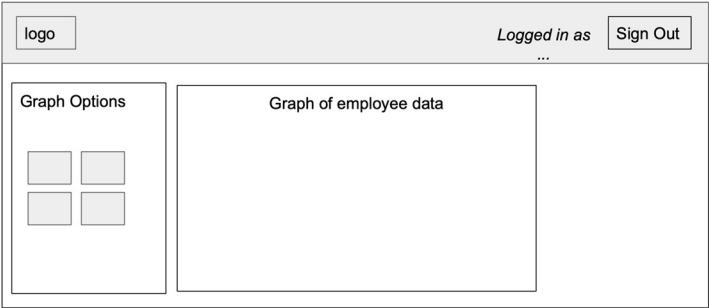 logo
Logged in as
...
Sign Out
Graph Options
Graph of employee data